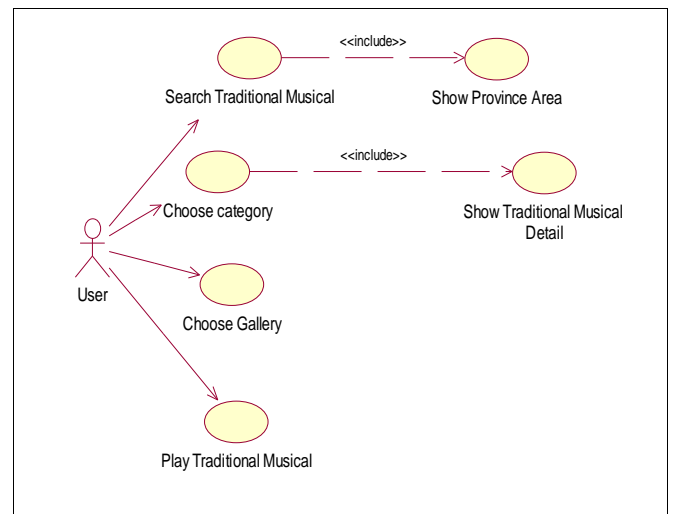 <<include>>
Search Traditional Musical
Show Province Area
<<include>>
Choose category
Show Traditional Musical
Detail
User
Choose Gallery
Play Traditional Musical